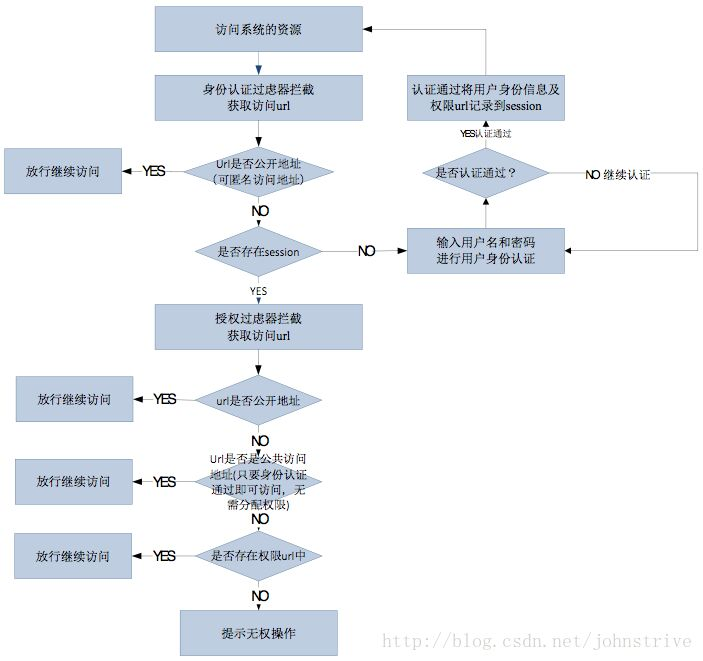 访问系统的资源
身份认证过虑器拦截
获取访问url
认证通过将用户身份信息及
权限url记录到session
YES认证通过
Url是否公开地址
（可匿名访问地址）
YES
放行继续访问
是否认证通过？
NO 继续认证
NO
是否存在session
NO
输入用户名和密码
进行用户身份认证
YES
授权过虑器拦截
获取访问url
url是否公开地址
YES
放行继续访问
NO
Url是否是公共访问
地址(只要身份认证
通过即可访问，无
需分配权限)
YES
放行继续访问
NO
是否存在权限url中
YES
放行继续访问
NO
提示无权操作
http://blog.csdn.net/johnstrive